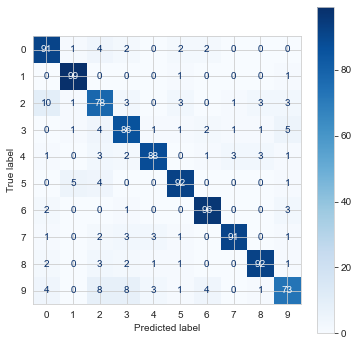 0 91 1 4 2 0 2 2 0 0 0
1 0 99 0 0 0 1 0 0 0 1
2 10 1 78 3 0 3 0 1 3 3
3 0 1 4 86 1 1 2 1 1 5
4 1 0 3 2 88 0 1 3 3 1
5 0 5 4 0 0 92 0 0 0 1
6 2 0 0 1 0 0 96 0 0 3
7 1 0 2 3 3 0 0 91 0 1
8 2 0 3 2 1 1 0 0 92 1
9 4 0 8 8 3 1 4 0 1 73
0 1 2 3 4 5 6 7 8 9
Predicted label
True label
80
60
40
20
0